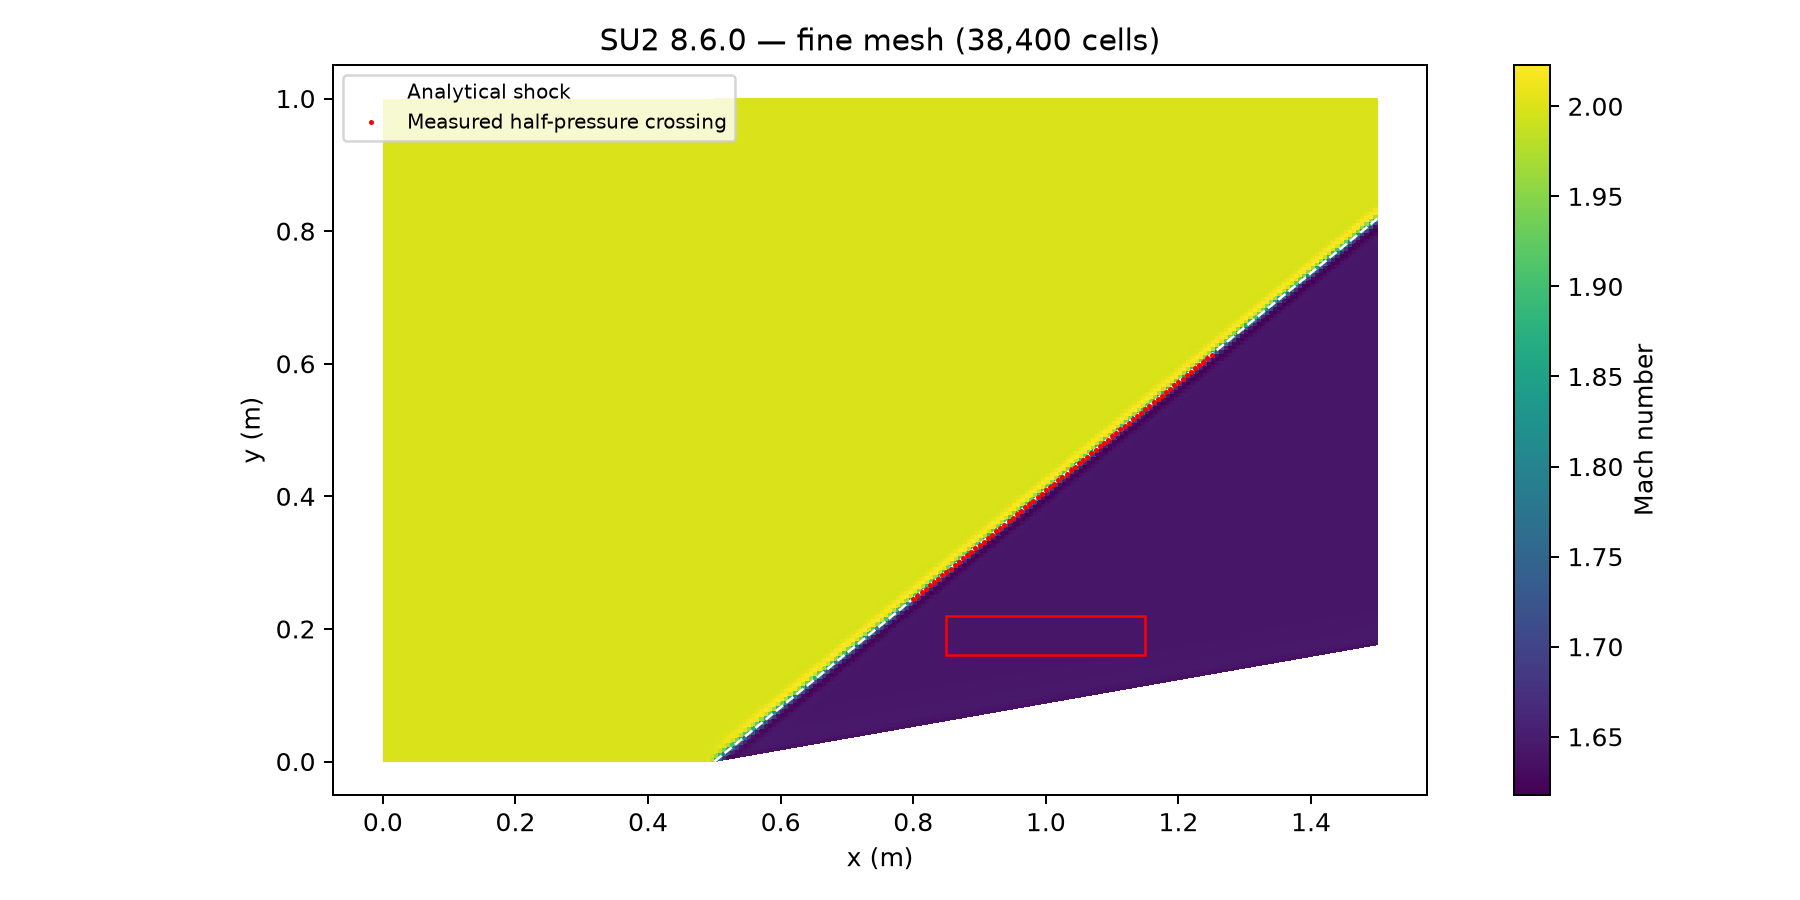 SU2 8.6.0 — fine mesh (38,400 cells)
Analytical shock
Measured half-pressure crossing
1.0
0.8
0.6
0.4
0.2
0.0
y (m)
0.0 0.2 0.4 0.6 0.8 1.0 1.2 1.4
x (m)
2.00
1.95
1.90
1.85
1.80
1.75
1.70
1.65
Mach number